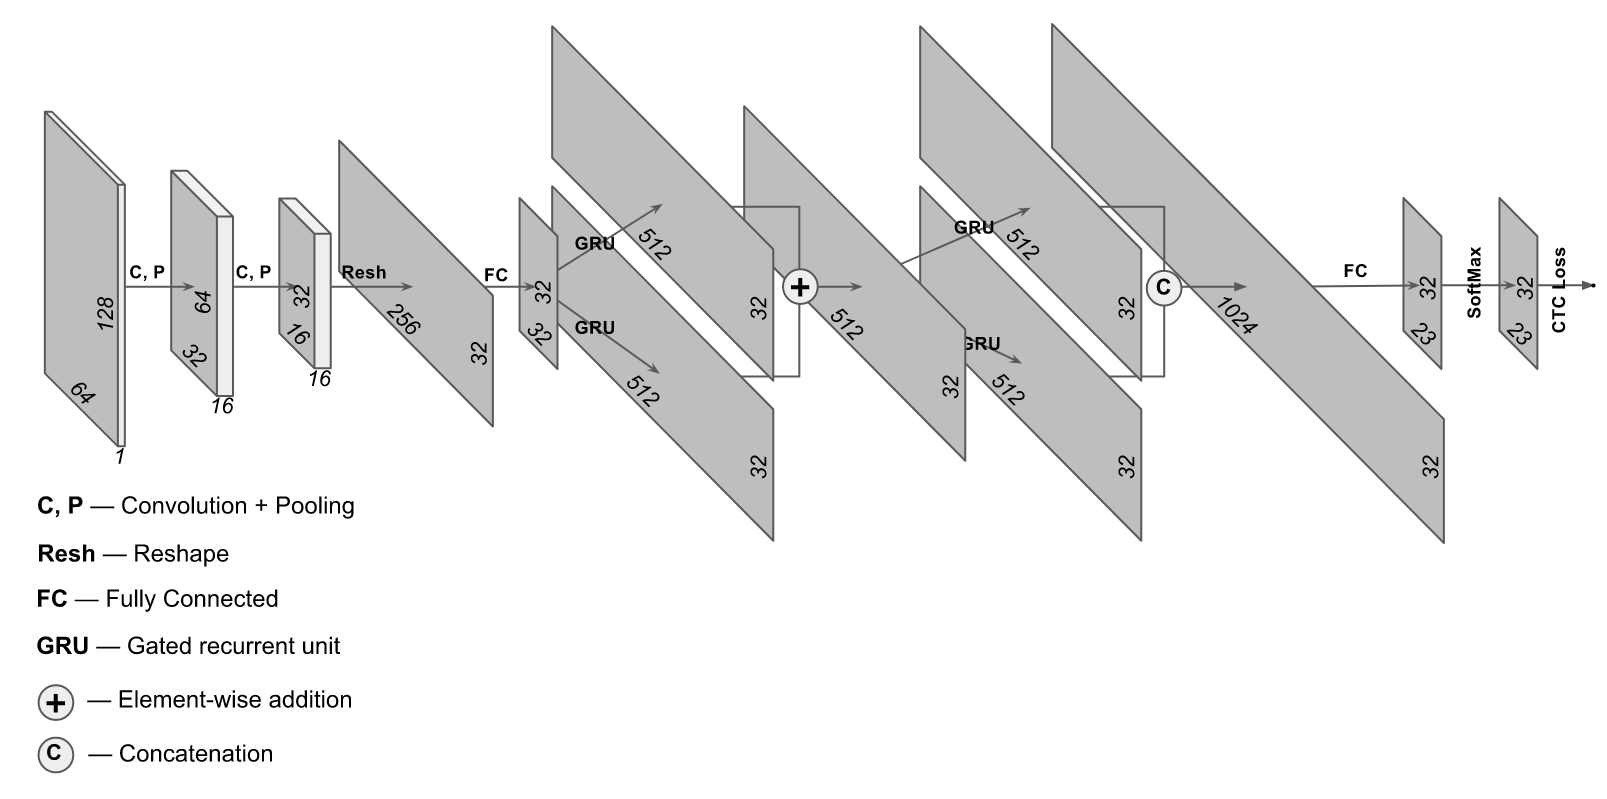 128
64
1
C, P
64
32
16
C, P
32
16
16
Resh
256
32
FC
32
32
GRU
512
32
GRU
512
32
+
512
32
GRU
512
32
GRU
512
32
C
1024
32
FC
32
23
SoftMax
32
23
CTC Loss
C, P — Convolution + Pooling
Resh — Reshape
FC — Fully Connected
GRU — Gated recurrent unit
+ — Element-wise addition
C — Concatenation